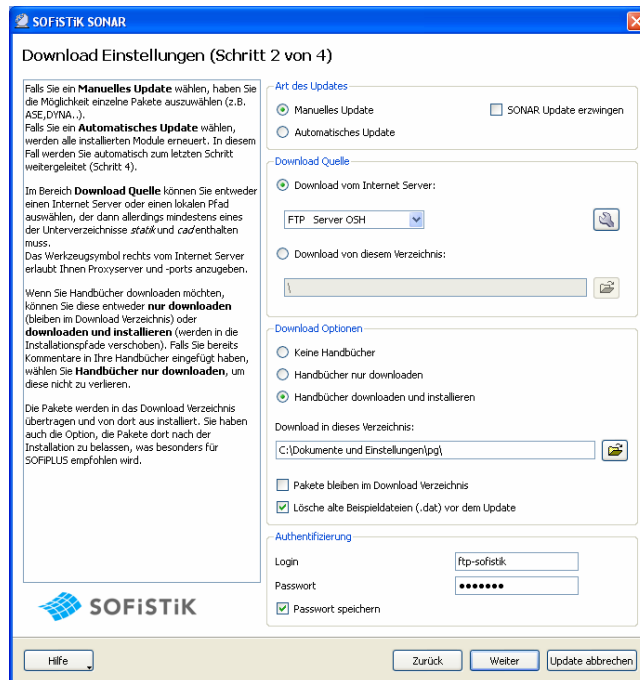 SOFiSTiK SONAR
Download Einstellungen (Schritt 2 von 4)
Falls Sie ein Manuelles Update wählen, haben Sie
die Möglichkeit einzelne Pakete auszuwählen (z.B.
ASE,DYNA..).
Falls Sie ein Automatisches Update wählen,
werden alle installierten Module erneuert. In diesem
Fall werden Sie automatisch zum letzten Schritt
weitergeleitet (Schritt 4).
Im Bereich Download Quelle können Sie entweder
einen Internet Server oder einen lokalen Pfad
auswählen, der dann allerdings mindestens eines
der Unterverzeichnisse statik und cad enthalten
muss.
Das Werkzeugsymbol rechts vom Internet Server
erlaubt Ihnen Proxyserver und -ports anzugeben.
Wenn Sie Handbücher downloaden möchten,
können Sie diese entweder nur downloaden
(bleiben im Download Verzeichnis) oder
downloaden und installieren (werden in die
Installationspfade verschoben). Falls Sie bereits
Kommentare in Ihre Handbücher eingefügt haben,
wählen Sie Handbücher nur downloaden, um
diese nicht zu verlieren.
Die Pakete werden in das Download Verzeichnis
übertragen und von dort aus installiert. Sie haben
auch die Option, die Pakete dort nach der
Installation zu belassen, was besonders für
SOFiPLUS empfohlen wird.
SOFiSTiK
Art des Updates
Manuelles Update
SONAR Update erzwingen
Automatisches Update
Download Quelle
Download vom Internet Server:
FTP Server OSH
Download von diesem Verzeichnis:
\
Download Optionen
Keine Handbücher
Handbücher nur downloaden
Handbücher downloaden und installieren
Download in dieses Verzeichnis:
C:\Dokumente und Einstellungen\pg\
Pakete bleiben im Download Verzeichnis
Lösche alte Beispieldateien (.dat) vor dem Update
Authentifizierung
Login
ftp-sofistik
Passwort
●●●●●●●
Passwort speichern
Hilfe
Zurück
Weiter
Update abbrechen